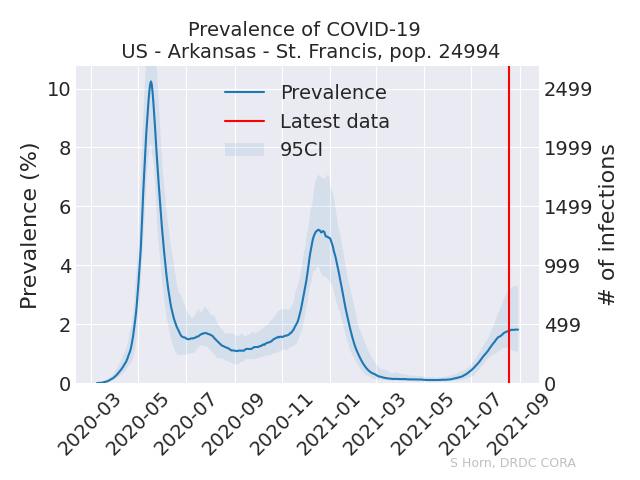 Prevalence of COVID-19
US - Arkansas - St. Francis, pop. 24994
Prevalence (%)
10
8
6
4
2
0
Prevalence
Latest data
95CI
2499
1999
1499
999
499
0
# of infections
2020-03
2020-05
2020-07
2020-09
2020-11
2021-01
2021-03
2021-05
2021-07
2021-09
S Horn, DRDC CORA